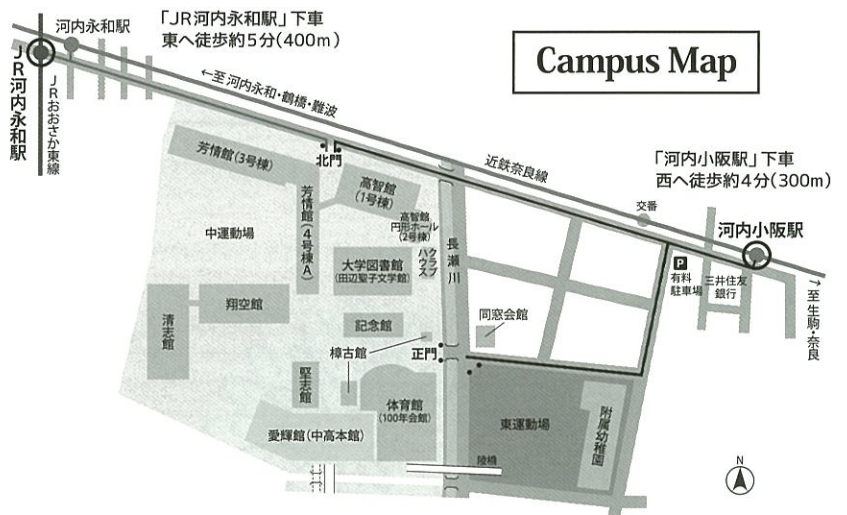 「JR河内永和駅」下車
東へ徒歩約5分(400m)
河内永和駅
JR河内永和駅
JRおおさか東線
Campus Map
←至 河内永和・鶴橋・難波
近鉄奈良線
「河内小阪駅」下車
西へ徒歩約4分(300m)
交番
河内小阪駅
P
有料
駐車場
三井住友
銀行
→至生駒・奈良
北門
芳情館(3号棟)
芳情館(4号棟A)
高智館
(1号棟)
高智館
円形ホール
(2号棟)
クラブ
ハウス
長瀬川
中運動場
大学図書館
(田辺聖子文学館)
翔空館
清志館
記念館
同窓会館
樟古館
正門
堅志館
体育館
(100年会館)
愛輝館(中高本館)
東運動場
附属幼稚園
陵橋
N